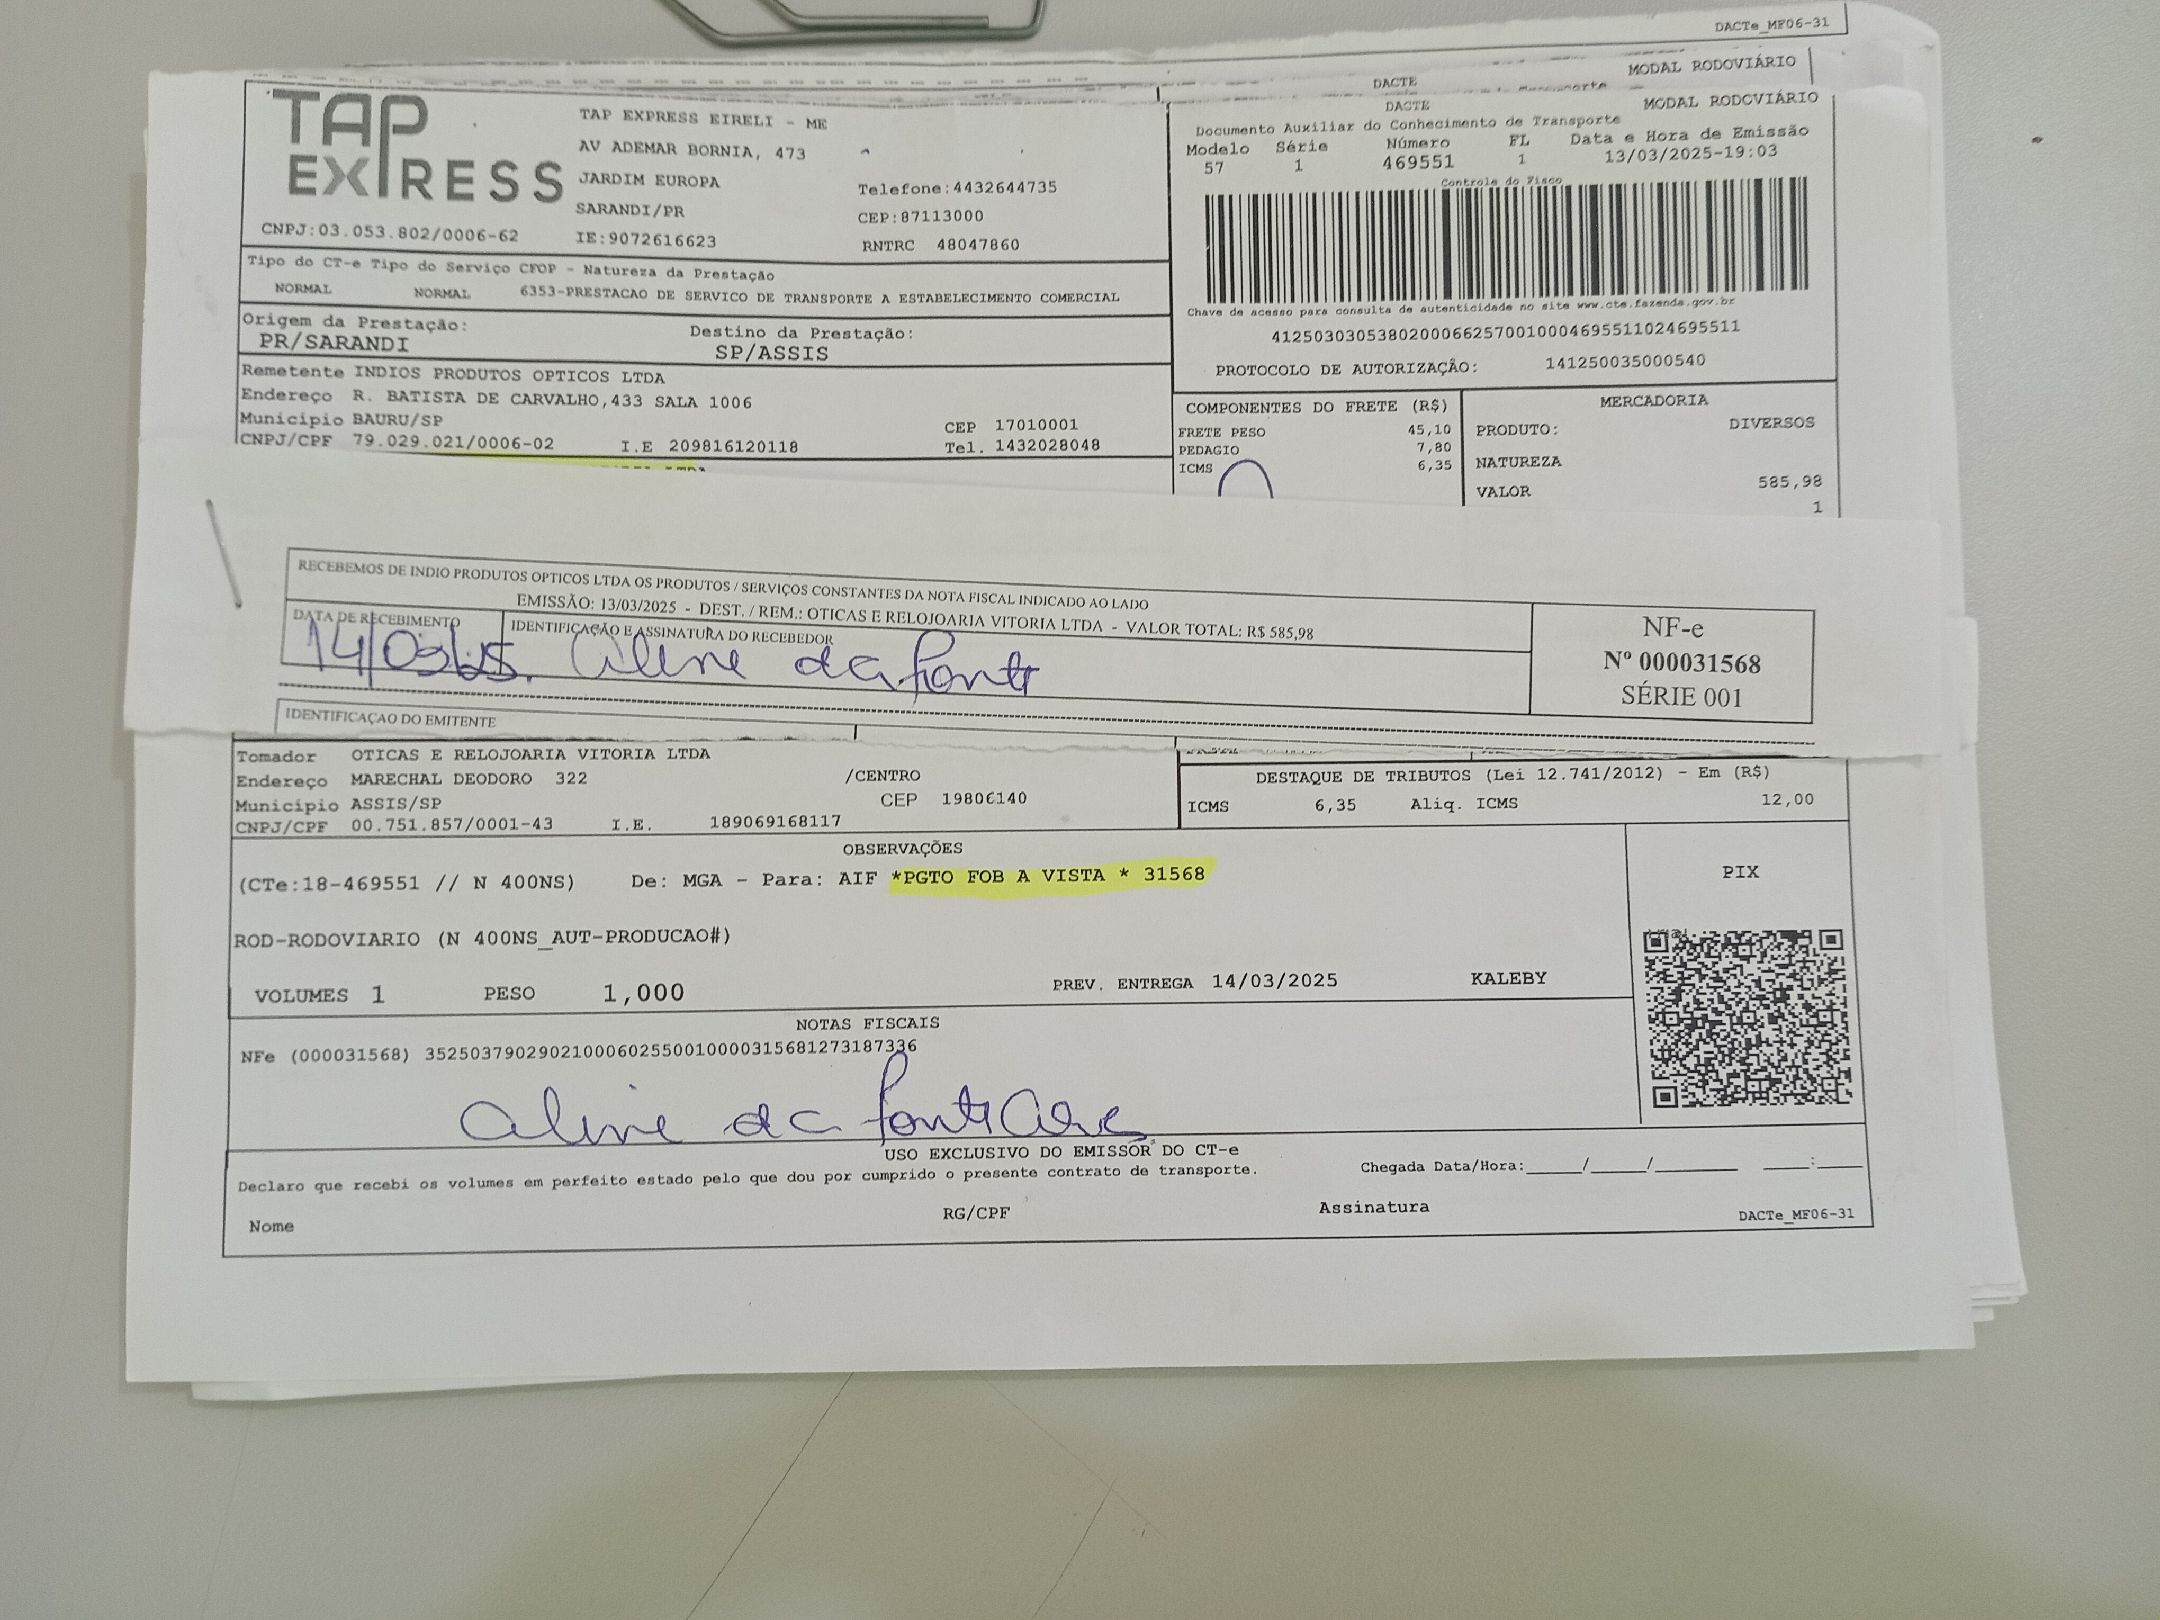 DACTe_MF06-31
MODAL RODOVIÁRIO
DACTE
DACTE
MODAL RODOVIÁRIO
TAP
EXPRESS
CNPJ:03.053.802/0006-62
TAP EXPRESS EIRELI - ME
AV ADEMAR BORNIA, 473
JARDIM EUROPA
SARANDI/PR
IE:9072616623
Telefone:4432644735
CEP:87113000
RNTRC 48047860
Documento Auxiliar do Conhecimento de Transporte
Modelo Série Número FL Data e Hora de Emissão
57 1 469551 1 13/03/2025-19:03
Controle do Fisco
Chave de acesso para consulta de autenticidade no site www.cte.fazenda.gov.br
41250303053802000662570010004695511024695511
PROTOCOLO DE AUTORIZAÇÃO: 141250035000540
Tipo do CT-e Tipo do Serviço CFOP - Natureza da Prestação
NORMAL NORMAL 6353-PRESTACAO DE SERVICO DE TRANSPORTE A ESTABELECIMENTO COMERCIAL
Origem da Prestação: Destino da Prestação:
PR/SARANDI SP/ASSIS
Remetente INDIOS PRODUTOS OPTICOS LTDA
Endereço R. BATISTA DE CARVALHO,433 SALA 1006
Município BAURU/SP CEP 17010001
CNPJ/CPF 79.029.021/0006-02 I.E 209816120118 Tel. 1432028048
COMPONENTES DO FRETE (R$)
FRETE PESO 45,10
PEDAGIO 7,80
ICMS 6,35
MERCADORIA
PRODUTO: DIVERSOS
NATUREZA
VALOR 585,98
1
RECEBEMOS DE INDIO PRODUTOS OPTICOS LTDA OS PRODUTOS / SERVIÇOS CONSTANTES DA NOTA FISCAL INDICADO AO LADO
EMISSÃO: 13/03/2025 - DEST. / REM.: OTICAS E RELOJOARIA VITORIA LTDA - VALOR TOTAL: R$ 585,98
DATA DE RECEBIMENTO IDENTIFICAÇÃO E ASSINATURA DO RECEBEDOR
14/03/25. Aline da Ponte
NF-e
Nº 000031568
SÉRIE 001
IDENTIFICAÇAO DO EMITENTE
Tomador OTICAS E RELOJOARIA VITORIA LTDA
Endereço MARECHAL DEODORO 322 /CENTRO
Município ASSIS/SP CEP 19806140
CNPJ/CPF 00.751.857/0001-43 I.E. 189069168117
DESTAQUE DE TRIBUTOS (Lei 12.741/2012) - Em (R$)
ICMS 6,35 Aliq. ICMS 12,00
OBSERVAÇÕES
(CTe:18-469551 // N 400NS) De: MGA - Para: AIF *PGTO FOB A VISTA * 31568
ROD-RODOVIARIO (N 400NS_AUT-PRODUCAO#)
VOLUMES 1 PESO 1,000 PREV. ENTREGA 14/03/2025 KALEBY
PIX
NOTAS FISCAIS
NFe (000031568) 35250379029021000602550010000315681273187336
Aline da Ponte
USO EXCLUSIVO DO EMISSOR DO CT-e
Declaro que recebi os volumes em perfeito estado pelo que dou por cumprido o presente contrato de transporte. Chegada Data/Hora:_____/_____/________ ____:____
Nome RG/CPF Assinatura DACTe_MF06-31